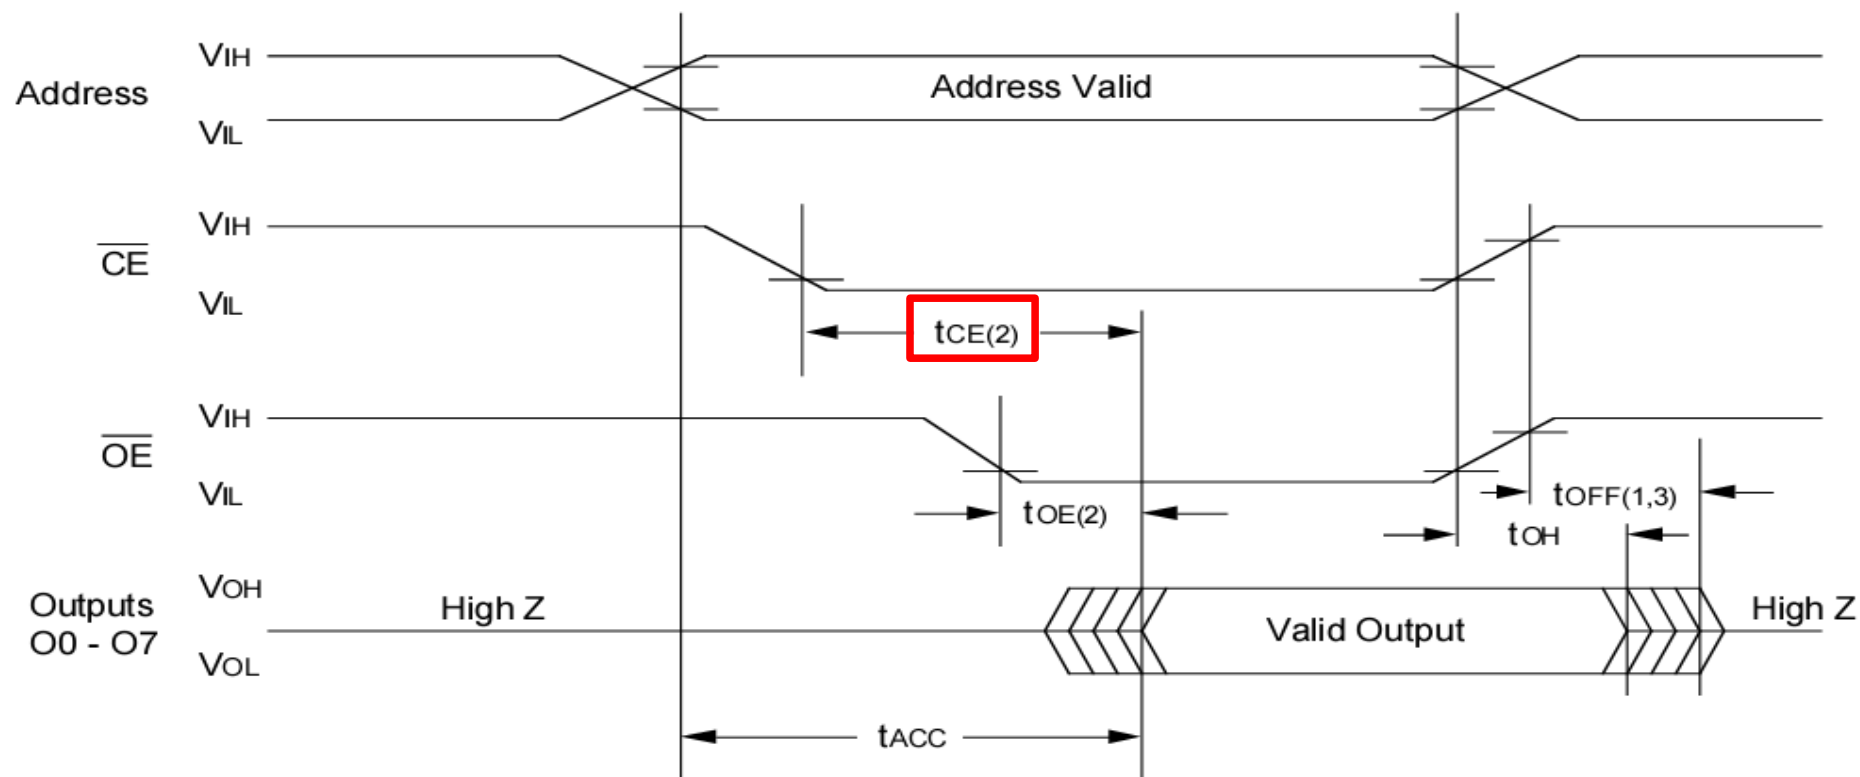 VIH
Address
Address Valid
VIL
VIH
CE
VIL
tCE(2)
VIH
OE
VIL
tOE(2)
tOFF(1,3)
tOH
VOH
Outputs
O0 - O7
High Z
Valid Output
High Z
VOL
tACC